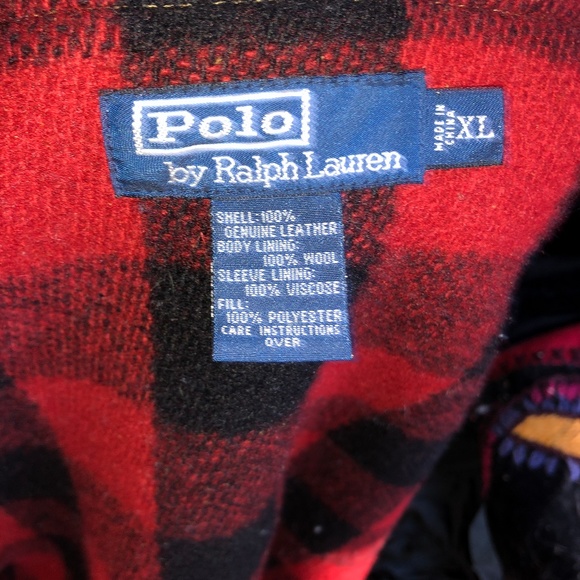 Polo
by Ralph Lauren
MADE IN
CHINA
XL
SHELL: 100%
GENUINE LEATHER
BODY LINING:
100% WOOL
SLEEVE LINING:
100% VISCOSE
FILL:
100% POLYESTER
CARE INSTRUCTIONS
OVER